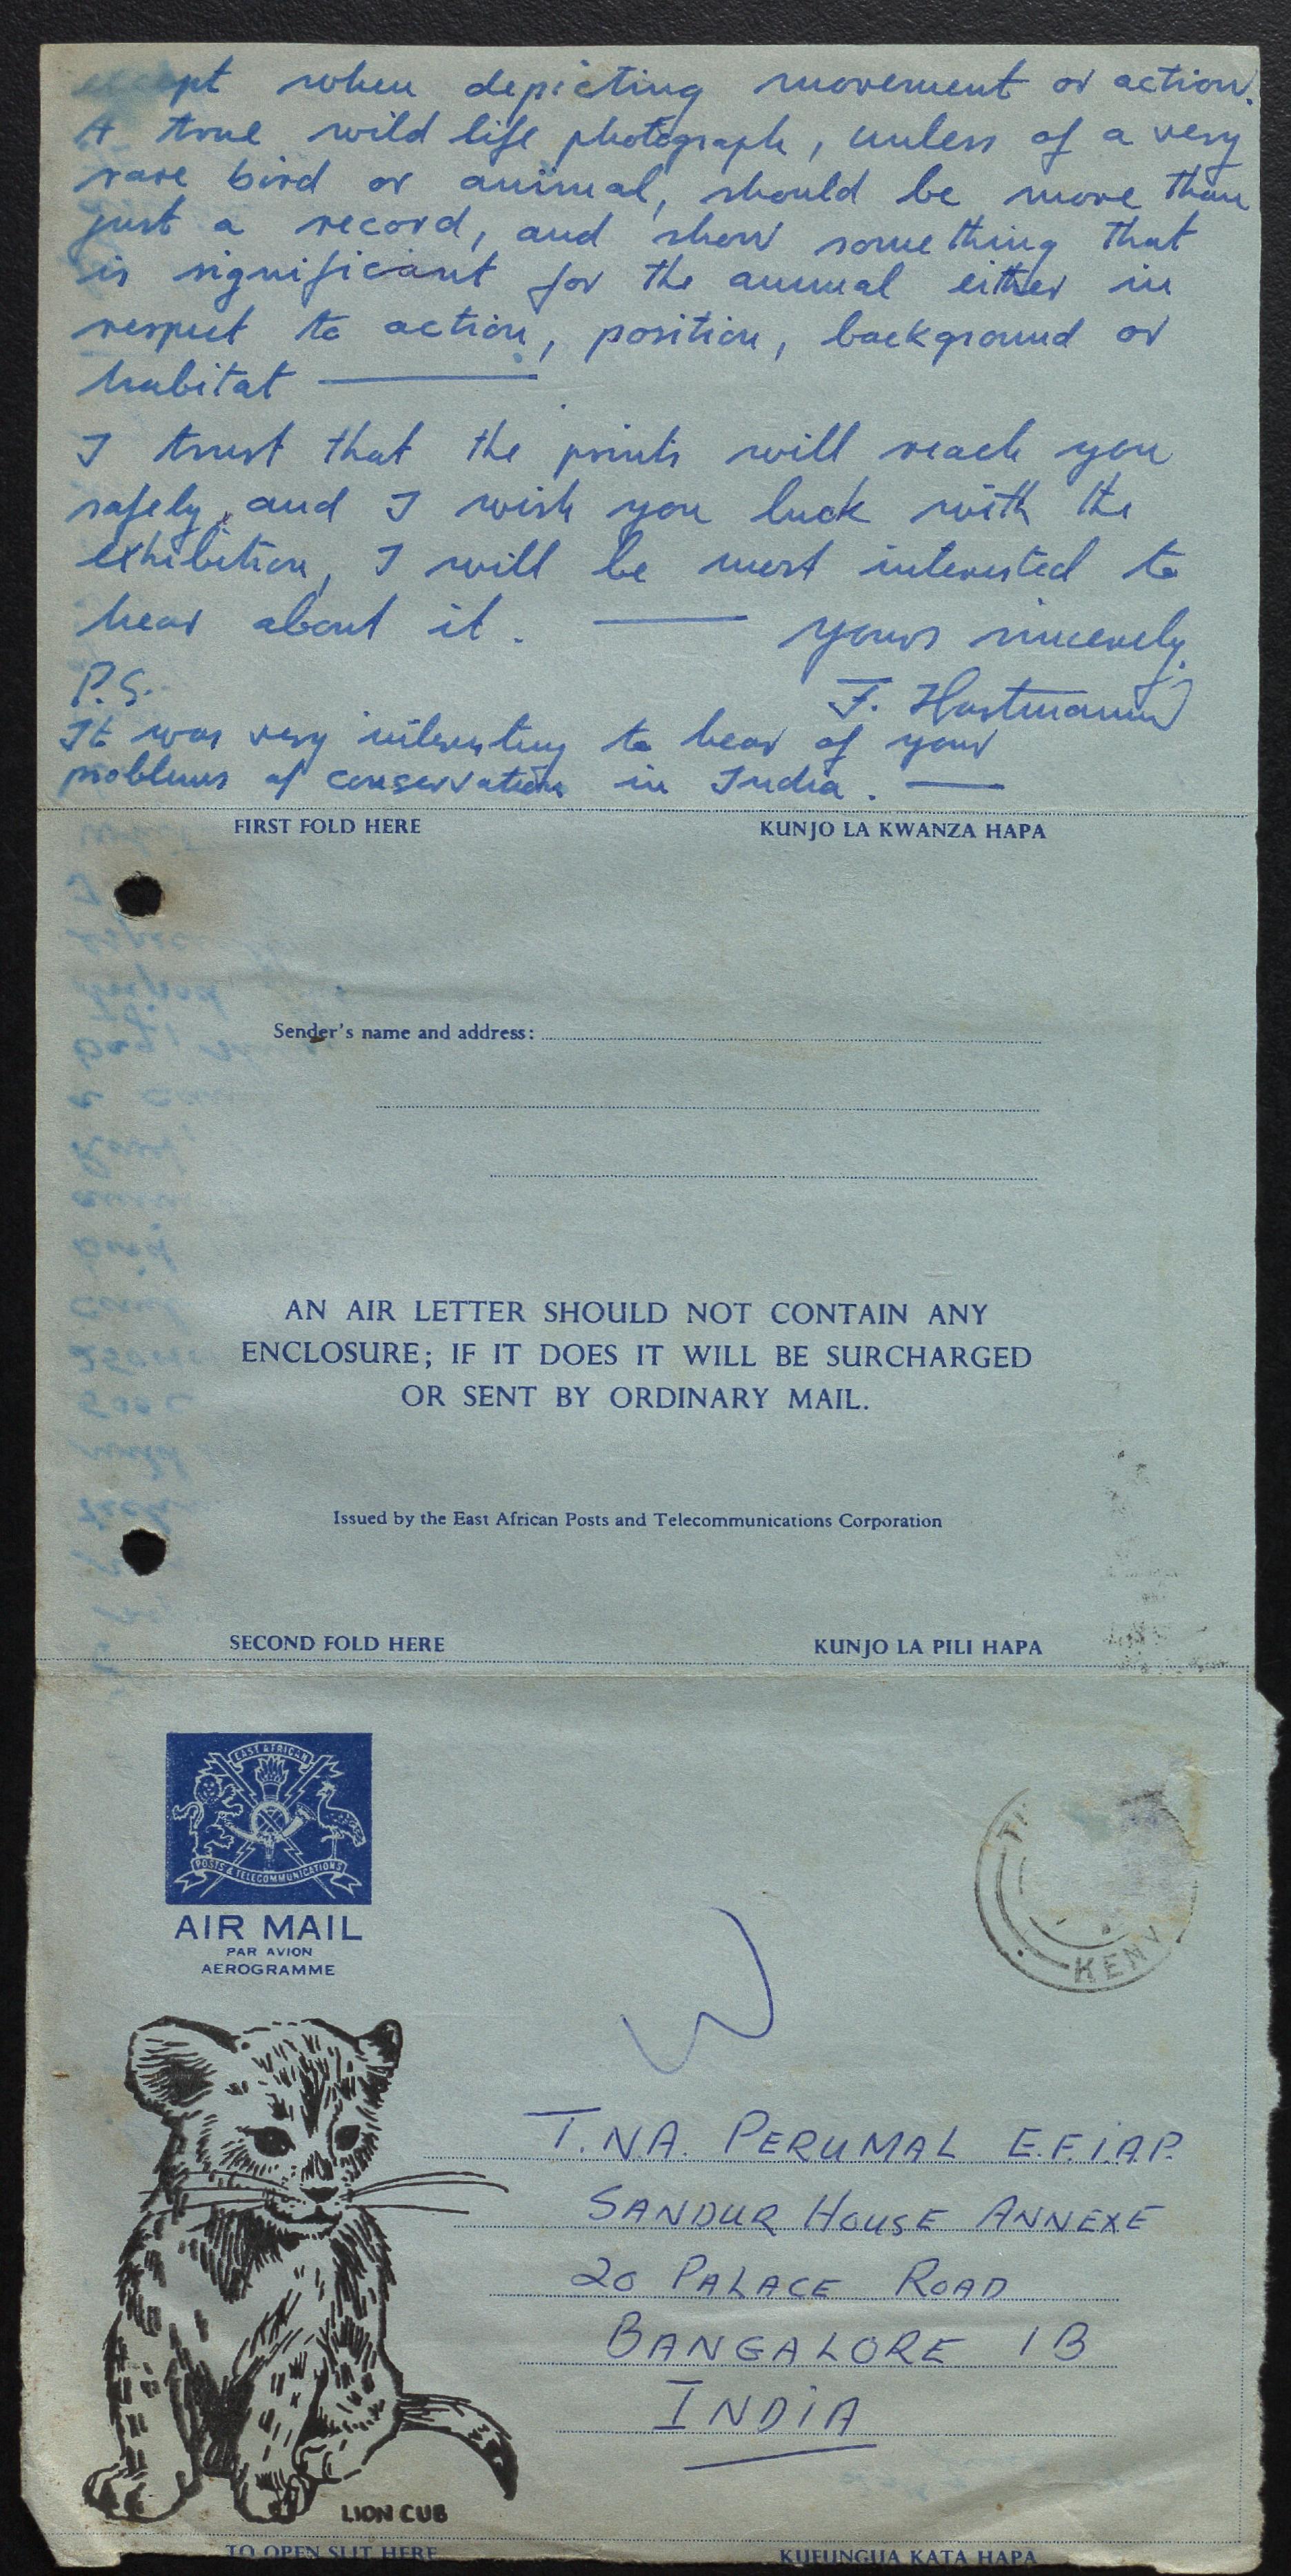 except when depicting movement or action.
A true wild life photograph, unless of a very
rare bird or animal, should be more than
just a record, and show something that
is significant for the animal either in
respect to action, position, background or
habitat ———
I trust that the prints will reach you
safely, and I wish you luck with the
exhibition, I will be most interested to
hear about it. ——— yours sincerely,
F. Hartmann
P.S.
It was very interesting to hear of your
problems of conservation in India. ——
FIRST FOLD HERE KUNJO LA KWANZA HAPA
Sender's name and address:
AN AIR LETTER SHOULD NOT CONTAIN ANY
ENCLOSURE; IF IT DOES IT WILL BE SURCHARGED
OR SENT BY ORDINARY MAIL.
Issued by the East African Posts and Telecommunications Corporation
SECOND FOLD HERE KUNJO LA PILI HAPA
EAST AFRICAN
POSTS & TELECOMMUNICATIONS
AIR MAIL
PAR AVION
AEROGRAMME
KENY
T.N.A. PERUMAL E.F.I.A.P.
SANDUR HOUSE ANNEXE
20 PALACE ROAD
BANGALORE 1B
INDIA
LION CUB
TO OPEN SLIT HERE KUFUNGUA KATA HAPA